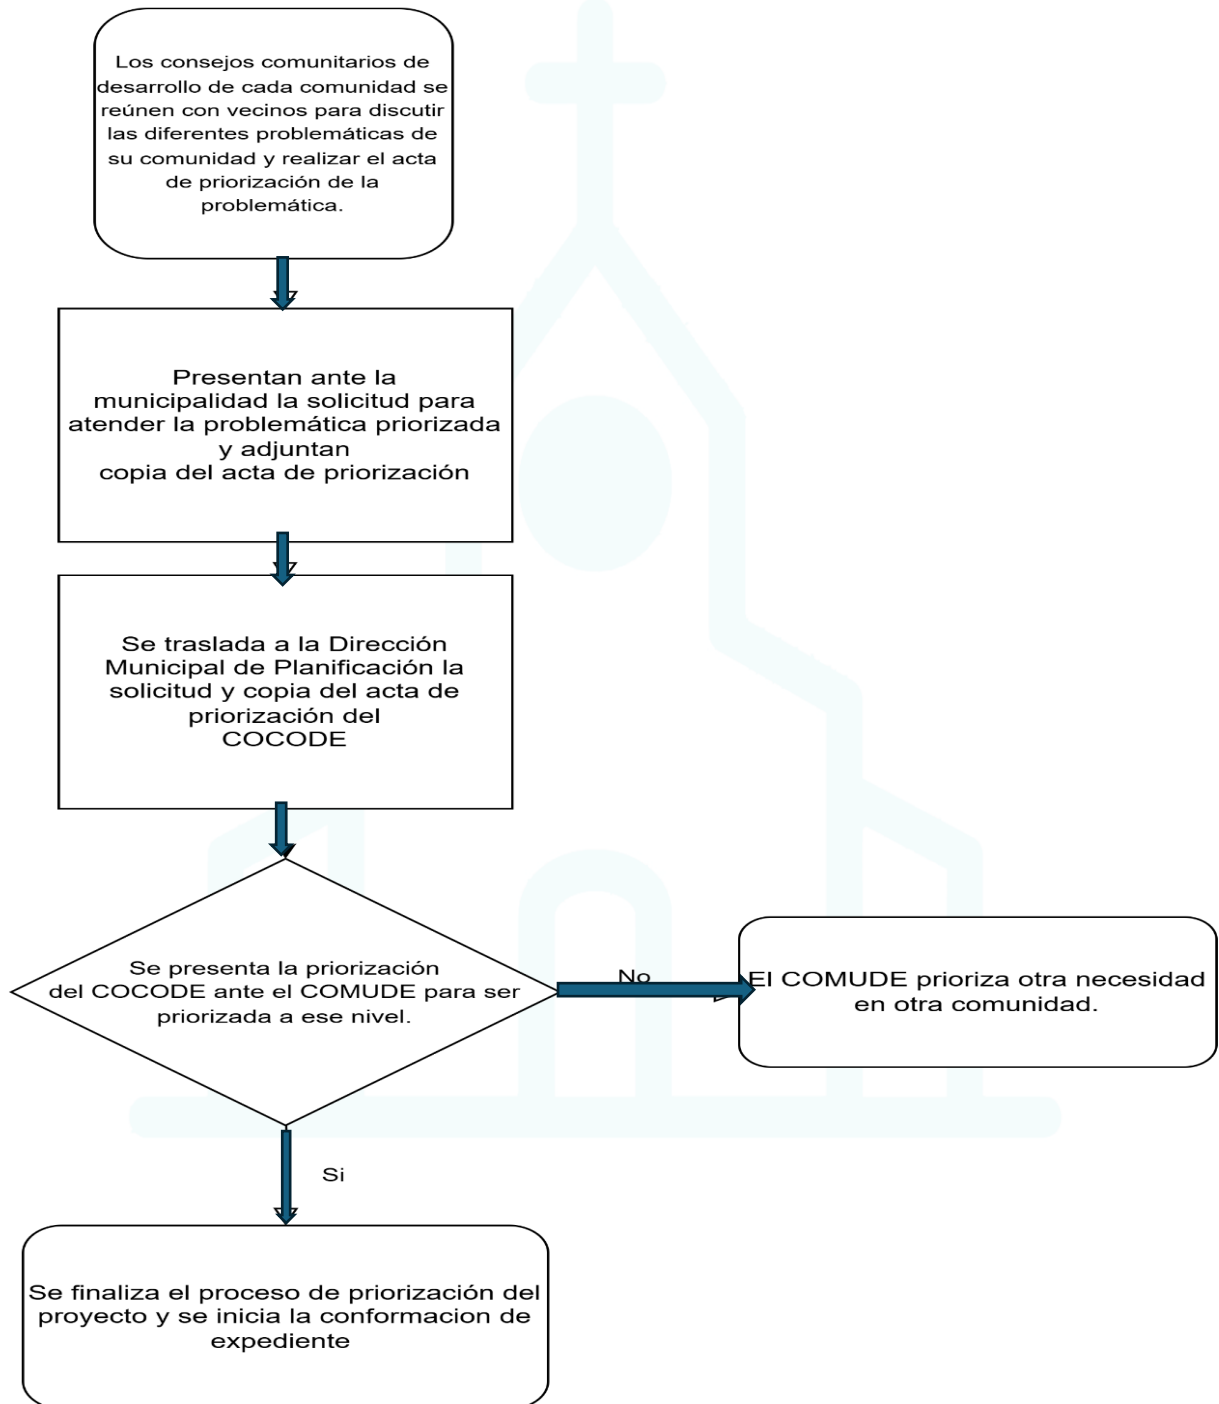 Los consejos comunitarios de
desarrollo de cada comunidad se
reúnen con vecinos para discutir
las diferentes problemáticas de
su comunidad y realizar el acta
de priorización de la
problemática.
Presentan ante la
municipalidad la solicitud para
atender la problemática priorizada
y adjuntan
copia del acta de priorización
Se traslada a la Dirección
Municipal de Planificación la
solicitud y copia del acta de
priorización del
COCODE
Se presenta la priorización
del COCODE ante el COMUDE para ser
priorizada a ese nivel.
No
El COMUDE prioriza otra necesidad
en otra comunidad.
Si
Se finaliza el proceso de priorización del
proyecto y se inicia la conformacion de
expediente